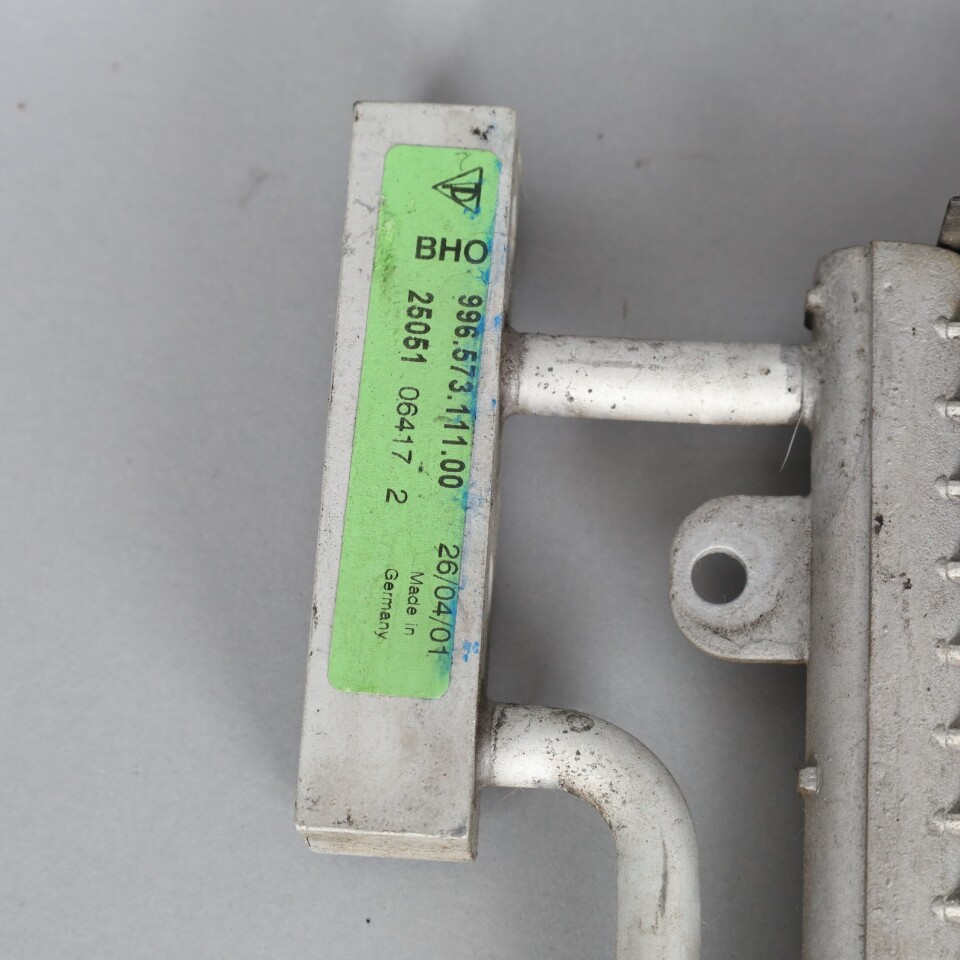 D
BHO
996.573.111.00 26/04/01
25051 06417 2 Made in
Germany